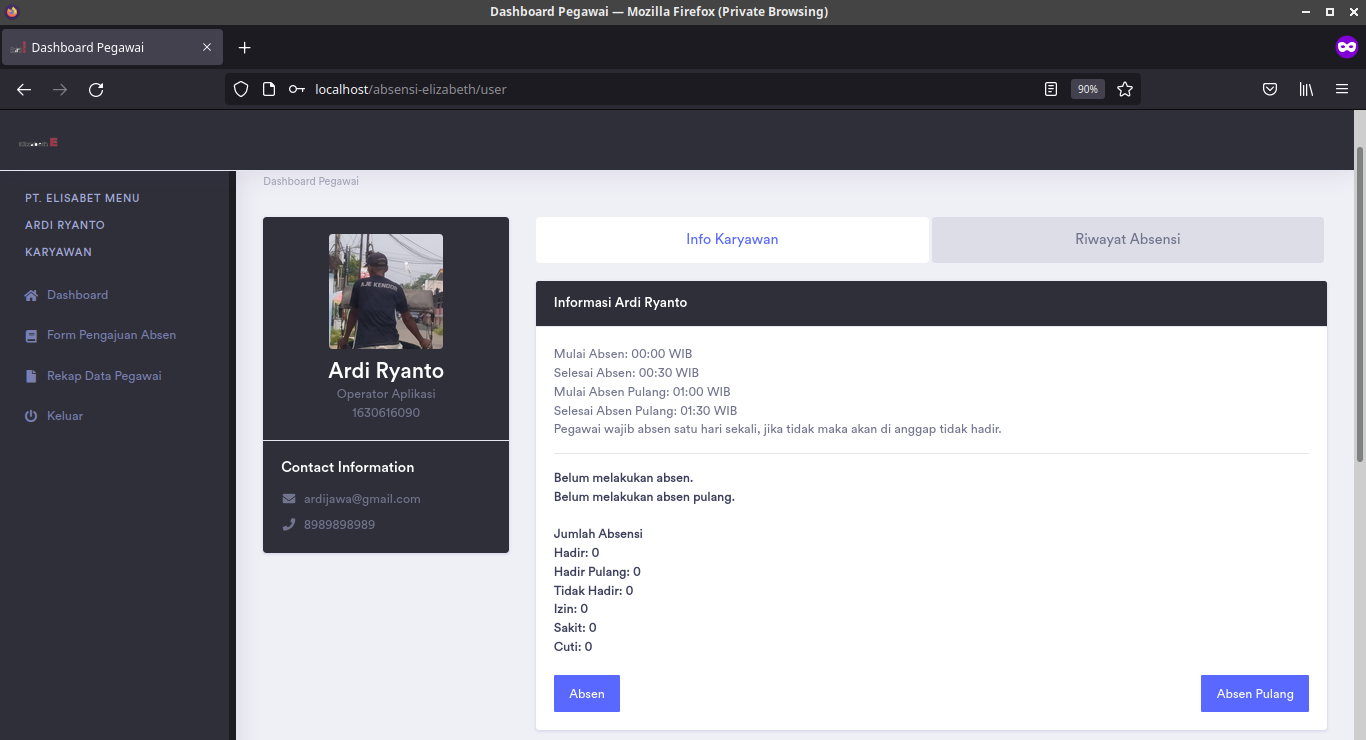 Dashboard Pegawai — Mozilla Firefox (Private Browsing)
Dashboard Pegawai
localhost/absensi-elizabeth/user
90%
PT. ELISABET MENU
ARDI RYANTO
KARYAWAN
Dashboard
Form Pengajuan Absen
Rekap Data Pegawai
Keluar
Dashboard Pegawai
AJE KENDOR
Ardi Ryanto
Operator Aplikasi
1630616090
Contact Information
ardijawa@gmail.com
8989898989
Info Karyawan
Riwayat Absensi
Informasi Ardi Ryanto
Mulai Absen: 00:00 WIB
Selesai Absen: 00:30 WIB
Mulai Absen Pulang: 01:00 WIB
Selesai Absen Pulang: 01:30 WIB
Pegawai wajib absen satu hari sekali, jika tidak maka akan di anggap tidak hadir.
Belum melakukan absen.
Belum melakukan absen pulang.
Jumlah Absensi
Hadir: 0
Hadir Pulang: 0
Tidak Hadir: 0
Izin: 0
Sakit: 0
Cuti: 0
Absen
Absen Pulang